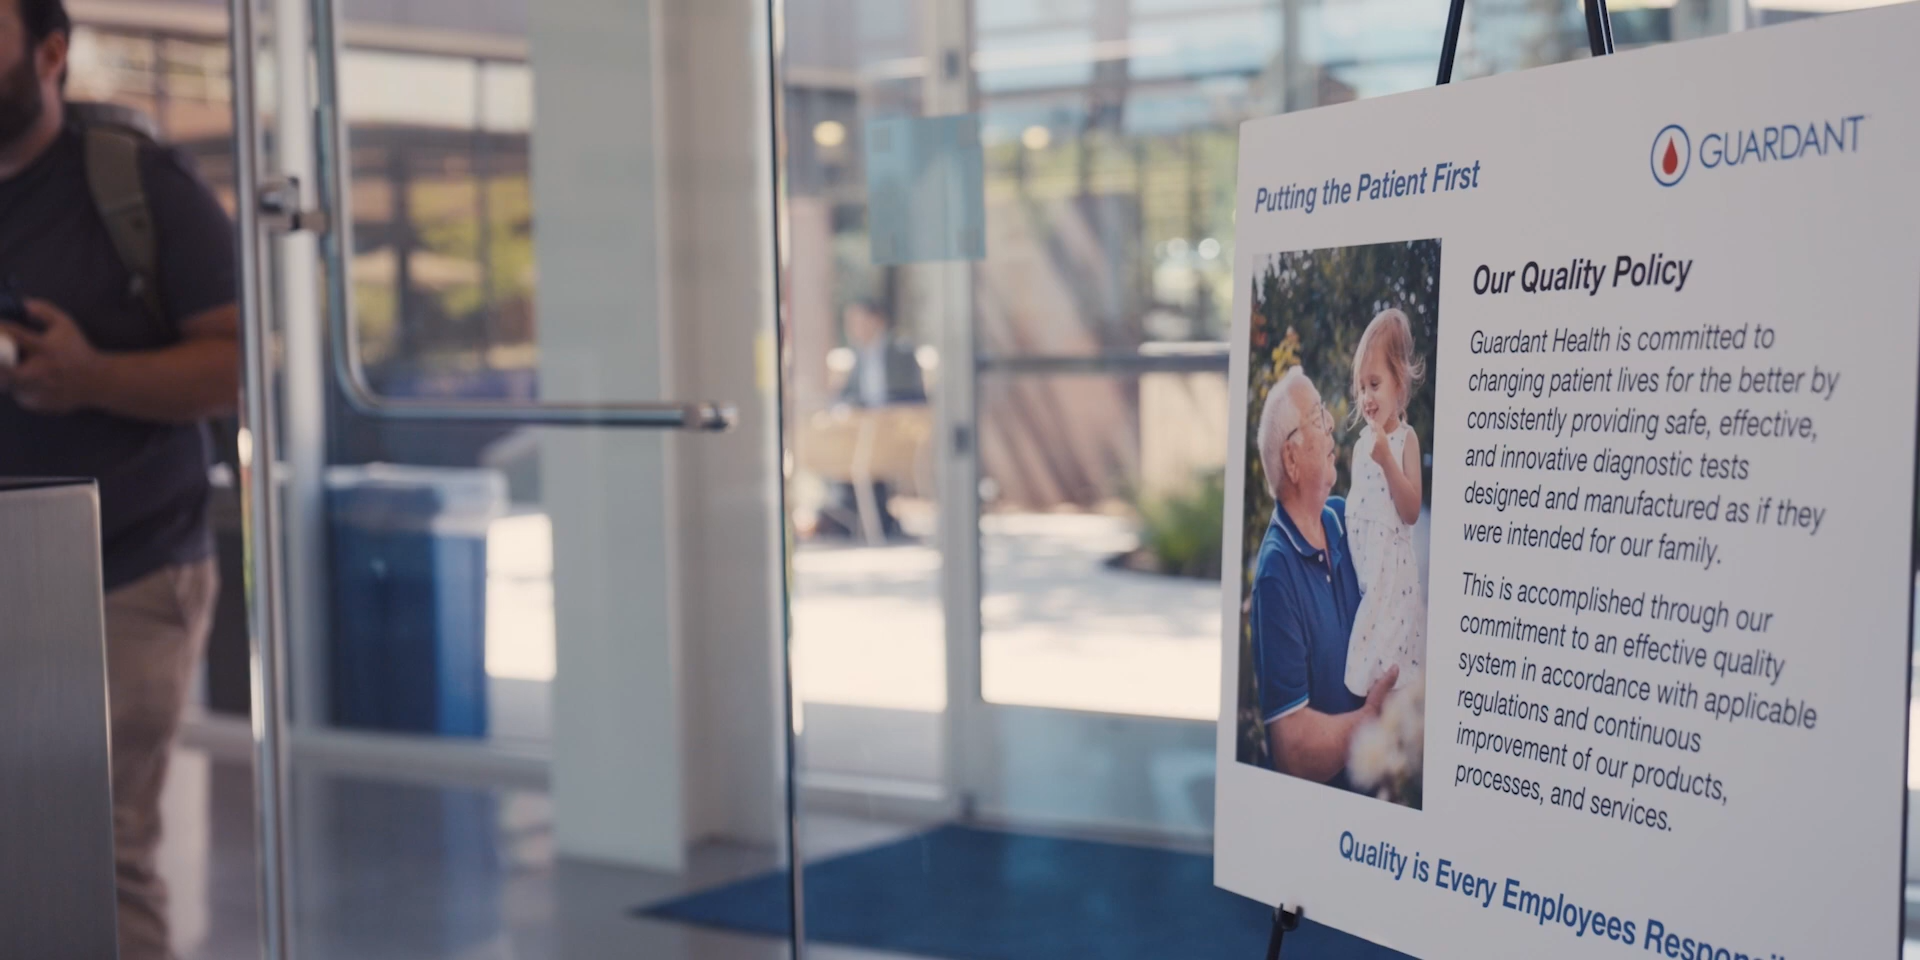 GUARDANT
Putting the Patient First
Our Quality Policy
Guardant Health is committed to
changing patient lives for the better by
consistently providing safe, effective,
and innovative diagnostic tests
designed and manufactured as if they
were intended for our family.
This is accomplished through our
commitment to an effective quality
system in accordance with applicable
regulations and continuous
improvement of our products,
processes, and services.
Quality is Every Employees